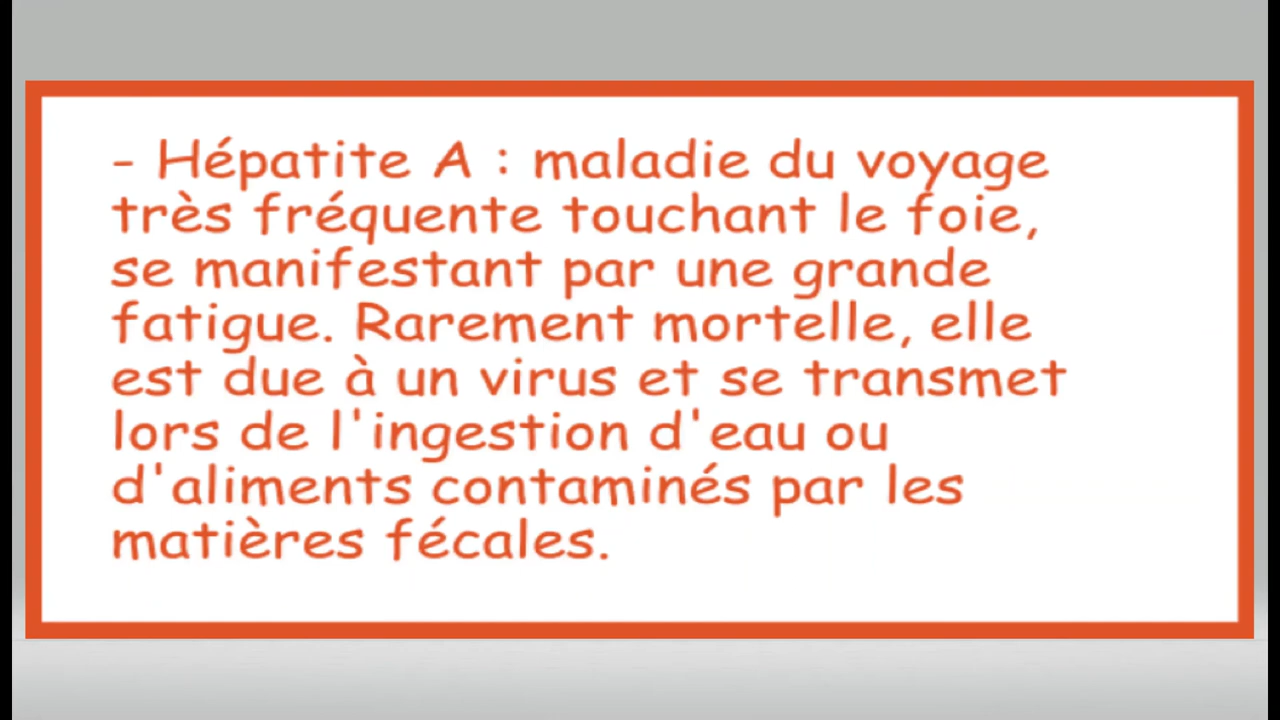 - Hépatite A : maladie du voyage
très fréquente touchant le foie,
se manifestant par une grande
fatigue. Rarement mortelle, elle
est due à un virus et se transmet
lors de l'ingestion d'eau ou
d'aliments contaminés par les
matières fécales.